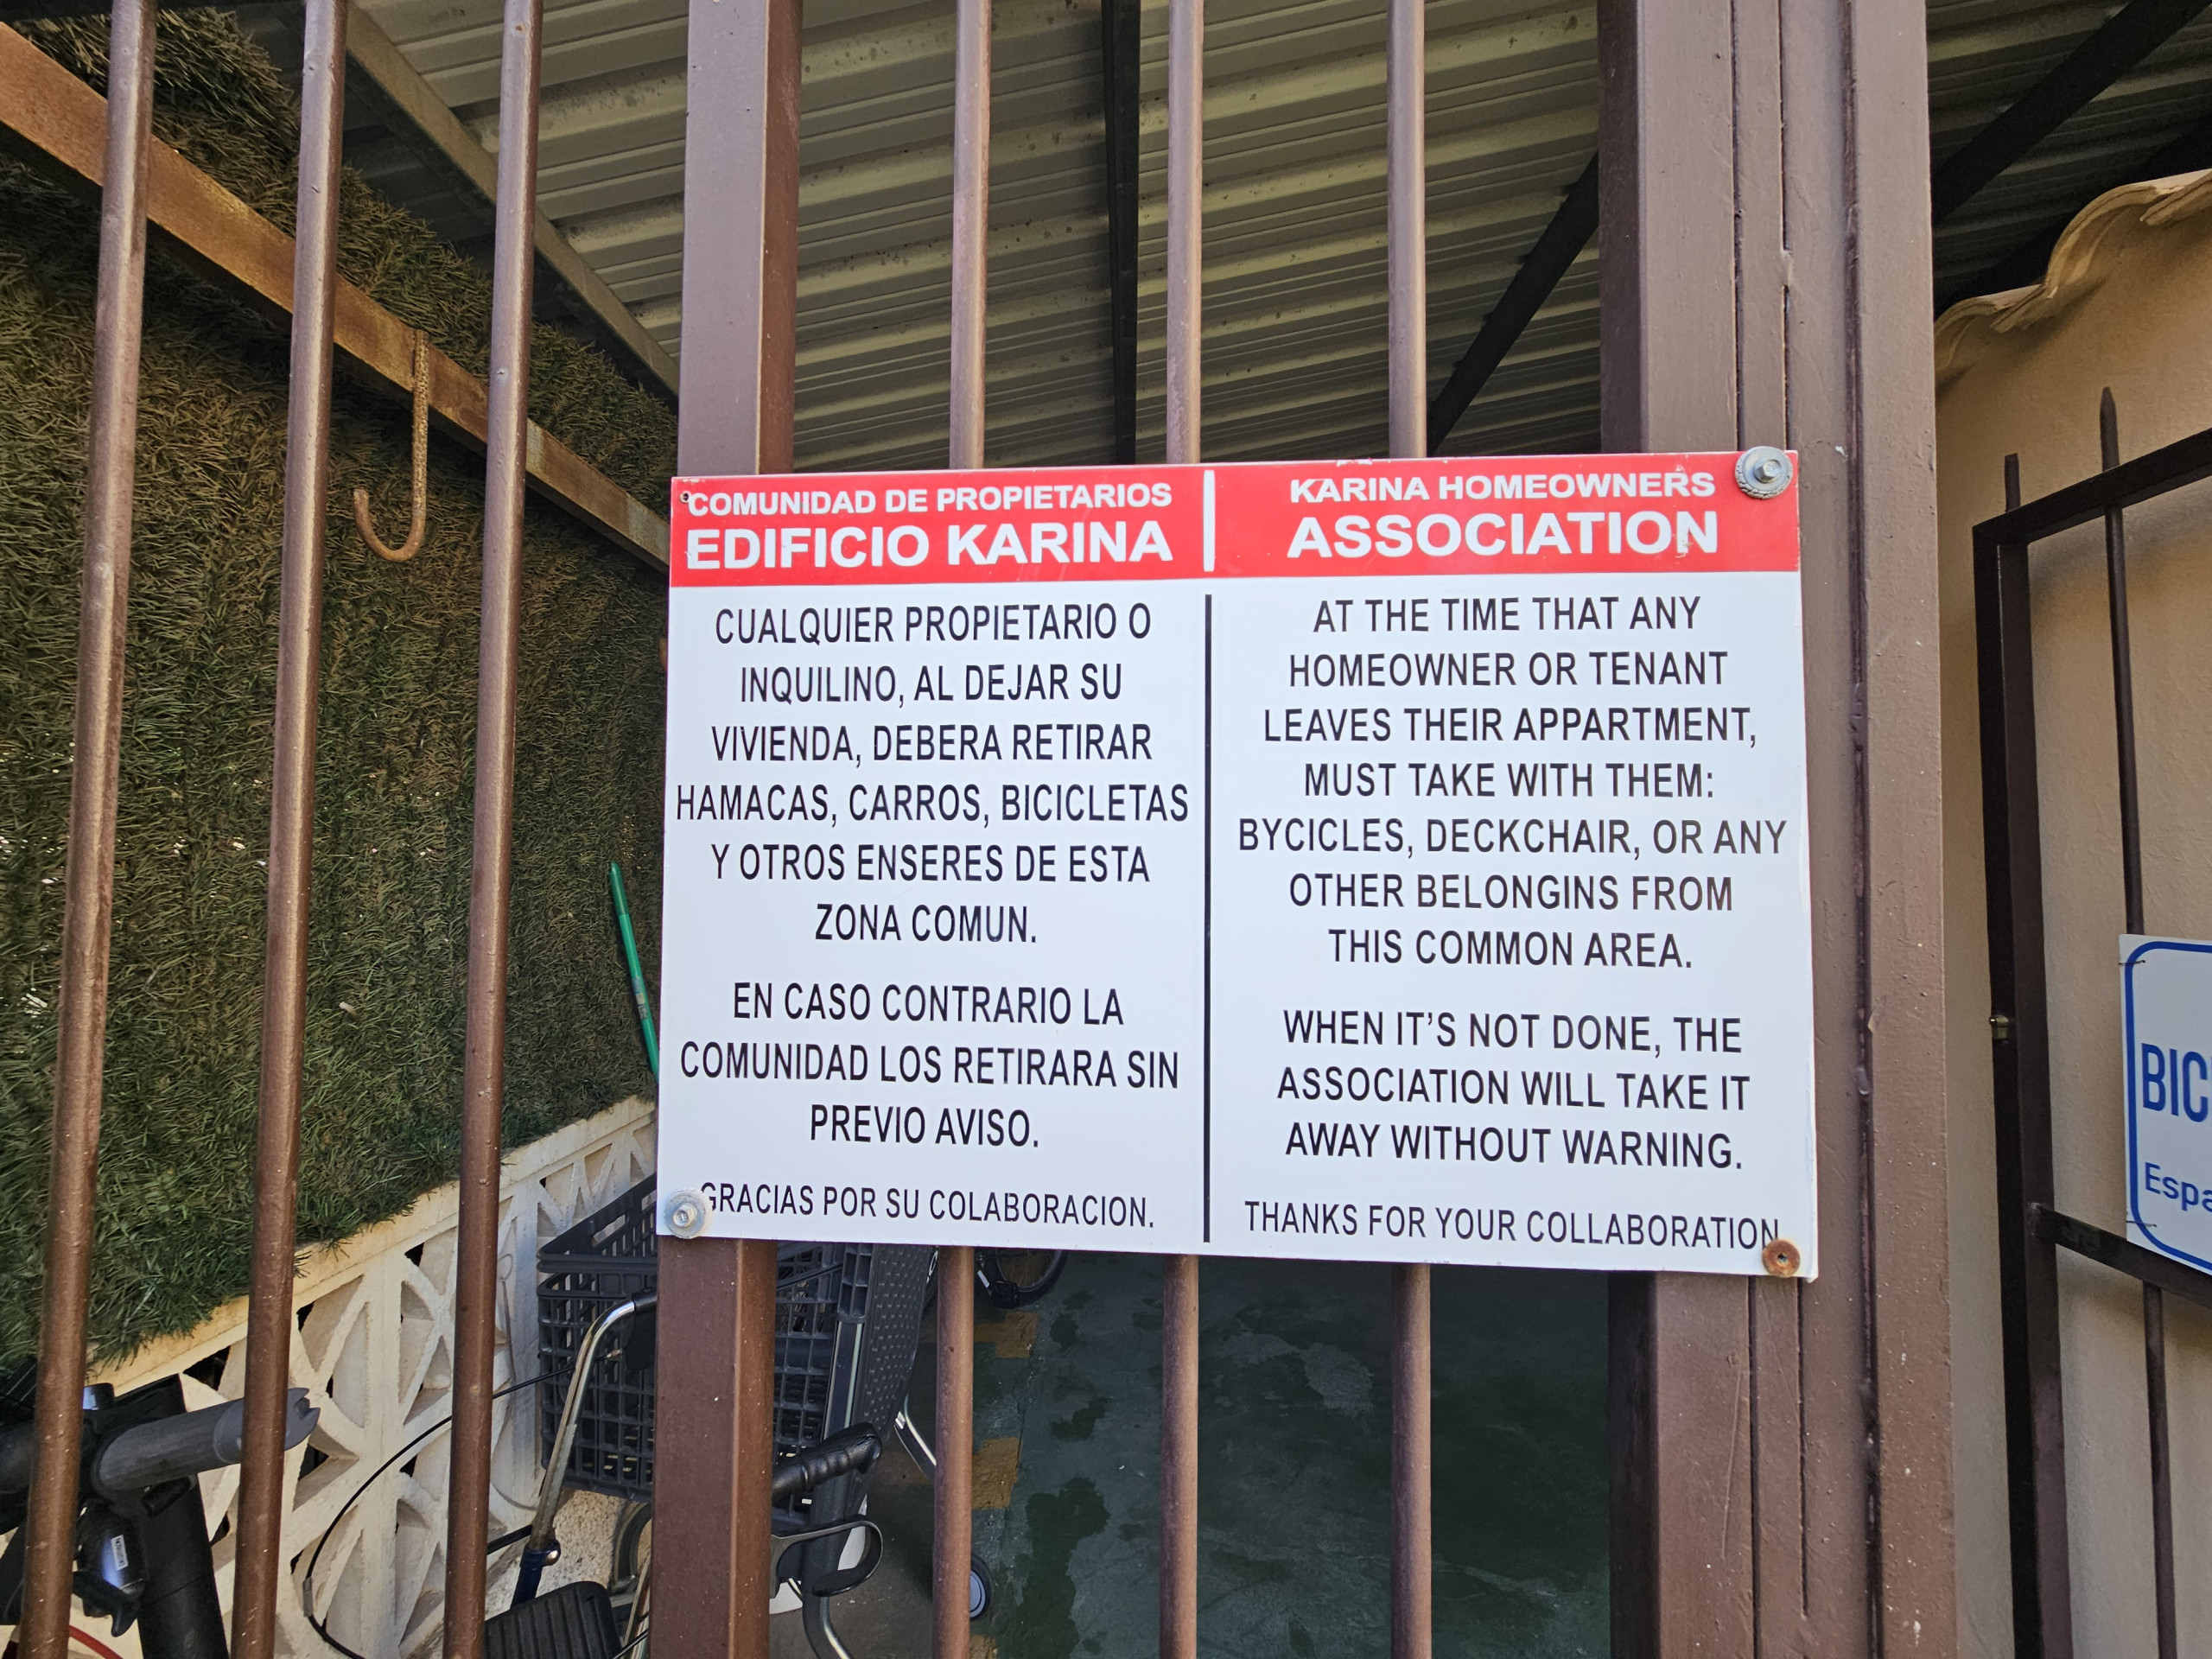 COMUNIDAD DE PROPIETARIOS
EDIFICIO KARINA
CUALQUIER PROPIETARIO O
INQUILINO, AL DEJAR SU
VIVIENDA, DEBERA RETIRAR
HAMACAS, CARROS, BICICLETAS
Y OTROS ENSERES DE ESTA
ZONA COMUN.
EN CASO CONTRARIO LA
COMUNIDAD LOS RETIRARA SIN
PREVIO AVISO.
GRACIAS POR SU COLABORACION.
KARINA HOMEOWNERS
ASSOCIATION
AT THE TIME THAT ANY
HOMEOWNER OR TENANT
LEAVES THEIR APPARTMENT,
MUST TAKE WITH THEM:
BYCICLES, DECKCHAIR, OR ANY
OTHER BELONGINS FROM
THIS COMMON AREA.
WHEN IT'S NOT DONE, THE
ASSOCIATION WILL TAKE IT
AWAY WITHOUT WARNING.
THANKS FOR YOUR COLLABORATION